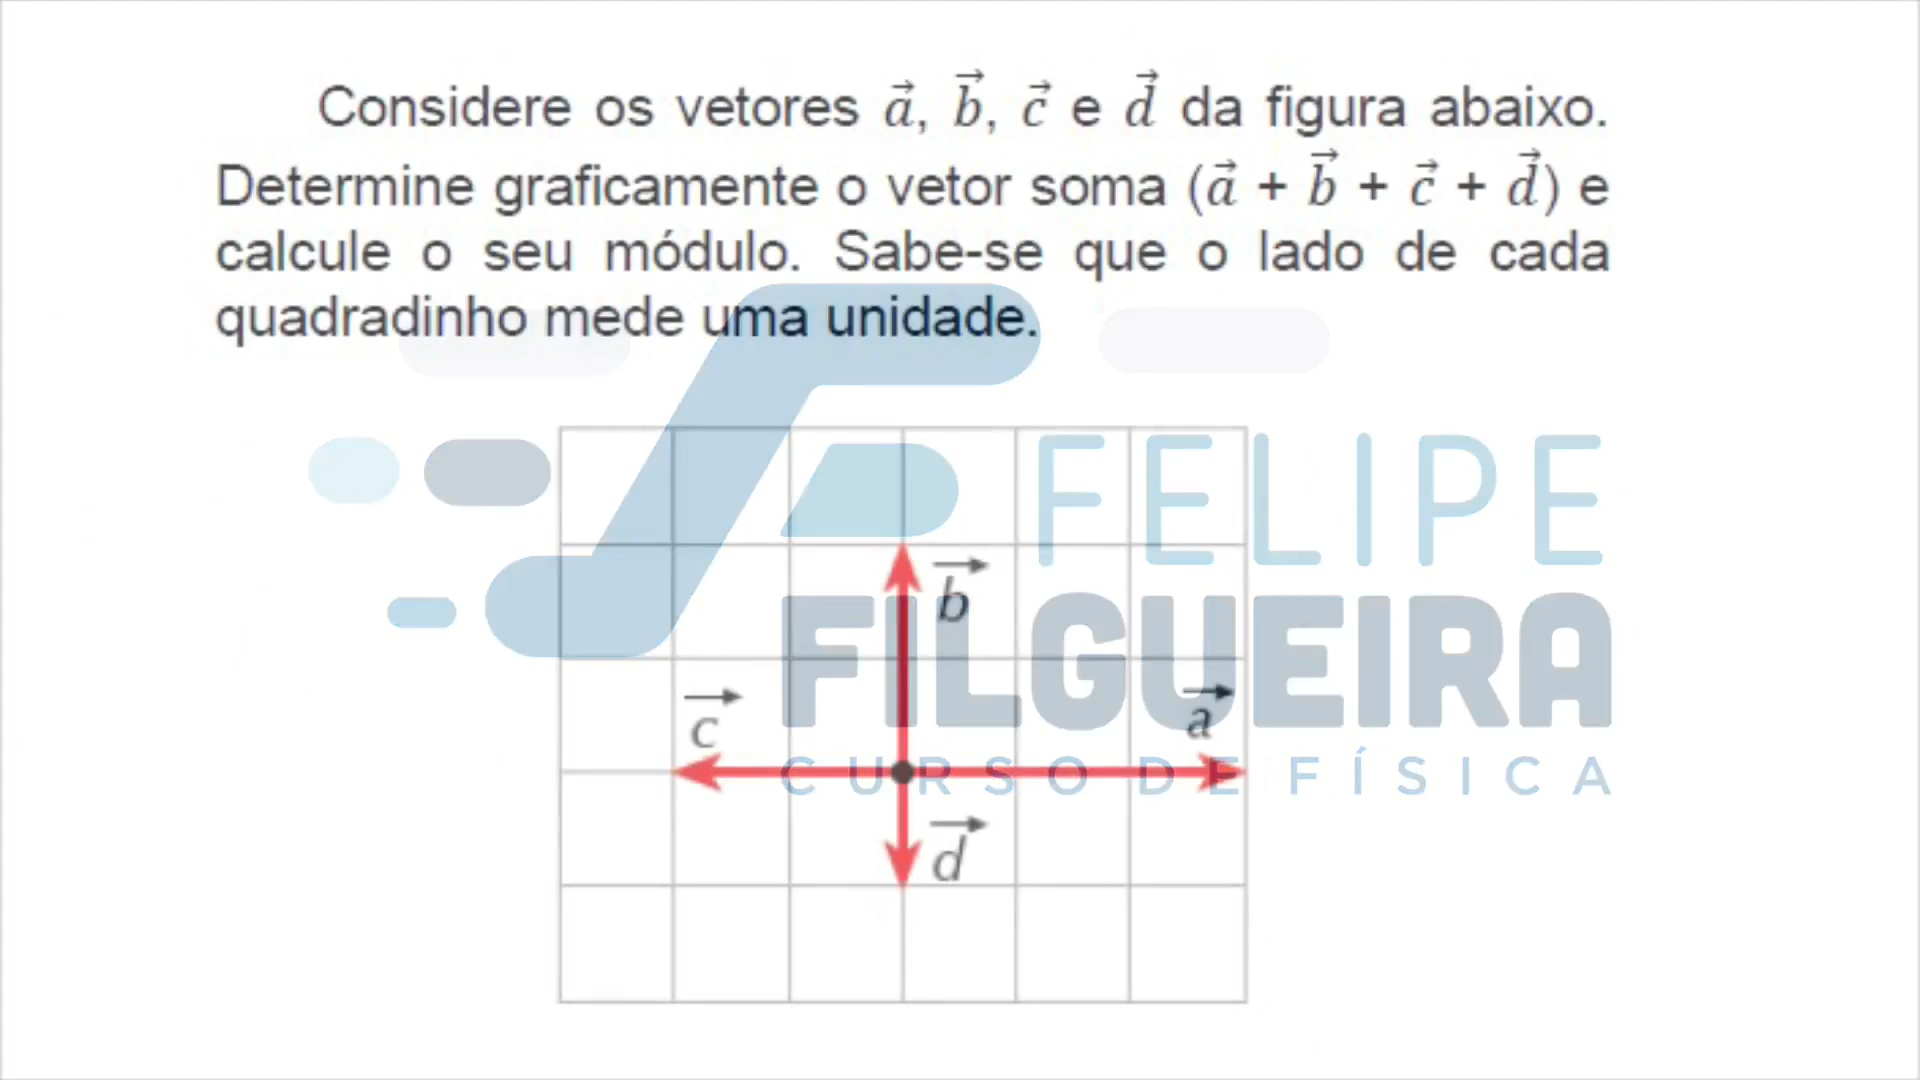 Considere os vetores a⃗, b⃗, c⃗ e d⃗ da figura abaixo.
Determine graficamente o vetor soma (a⃗ + b⃗ + c⃗ + d⃗) e
calcule o seu módulo. Sabe-se que o lado de cada
quadradinho mede uma unidade.
FELIPE
b⃗
FILGUEIRA
c⃗
a⃗
CURSO DE FÍSICA
d⃗